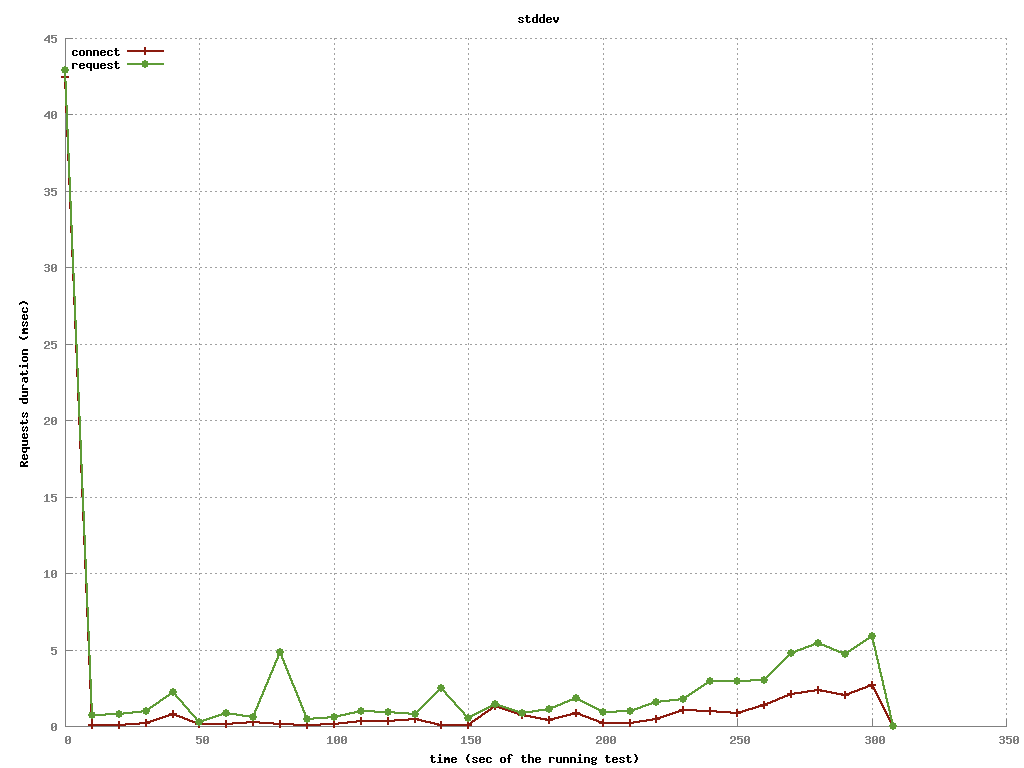 stddev
connect
request
45
40
35
30
25
20
15
10
5
0
Requests duration (msec)
0 50 100 150 200 250 300 350
time (sec of the running test)